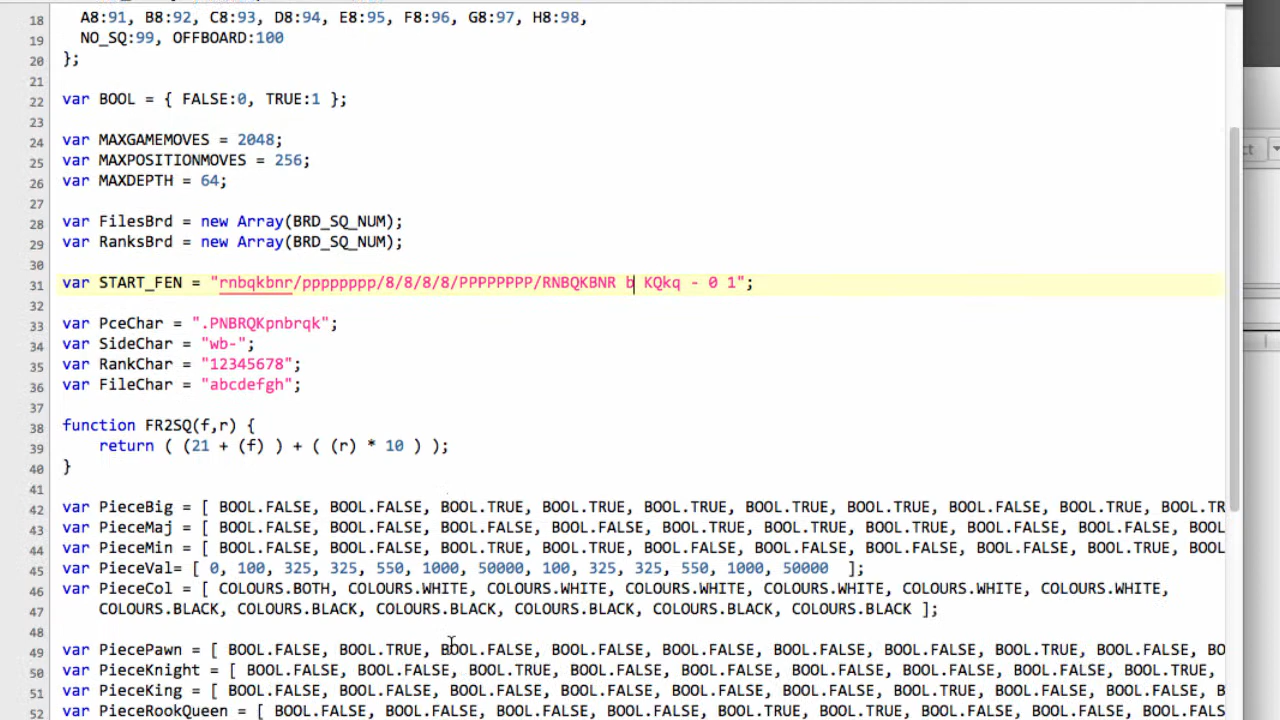 18 A8:91, B8:92, C8:93, D8:94, E8:95, F8:96, G8:97, H8:98,
19 NO_SQ:99, OFFBOARD:100
20 };
21
22 var BOOL = { FALSE:0, TRUE:1 };
23
24 var MAXGAMEMOVES = 2048;
25 var MAXPOSITIONMOVES = 256;
26 var MAXDEPTH = 64;
27
28 var FilesBrd = new Array(BRD_SQ_NUM);
29 var RanksBrd = new Array(BRD_SQ_NUM);
30
31 var START_FEN = "rnbqkbnr/pppppppp/8/8/8/8/PPPPPPPP/RNBQKBNR b KQkq - 0 1";
32
33 var PceChar = ".PNBRQKpnbrqk";
34 var SideChar = "wb-";
35 var RankChar = "12345678";
36 var FileChar = "abcdefgh";
37
38 function FR2SQ(f,r) {
39 return ( (21 + (f) ) + ( (r) * 10 ) );
40 }
41
42 var PieceBig = [ BOOL.FALSE, BOOL.FALSE, BOOL.TRUE, BOOL.TRUE, BOOL.TRUE, BOOL.TRUE, BOOL.TRUE, BOOL.FALSE, BOOL.TRUE, BOOL.TR
43 var PieceMaj = [ BOOL.FALSE, BOOL.FALSE, BOOL.FALSE, BOOL.FALSE, BOOL.TRUE, BOOL.TRUE, BOOL.TRUE, BOOL.FALSE, BOOL.FALSE, BOOL
44 var PieceMin = [ BOOL.FALSE, BOOL.FALSE, BOOL.TRUE, BOOL.TRUE, BOOL.FALSE, BOOL.FALSE, BOOL.FALSE, BOOL.FALSE, BOOL.TRUE, BOOL
45 var PieceVal= [ 0, 100, 325, 325, 550, 1000, 50000, 100, 325, 325, 550, 1000, 50000 ];
46 var PieceCol = [ COLOURS.BOTH, COLOURS.WHITE, COLOURS.WHITE, COLOURS.WHITE, COLOURS.WHITE, COLOURS.WHITE, COLOURS.WHITE,
47 COLOURS.BLACK, COLOURS.BLACK, COLOURS.BLACK, COLOURS.BLACK, COLOURS.BLACK, COLOURS.BLACK ];
48
49 var PiecePawn = [ BOOL.FALSE, BOOL.TRUE, BOOL.FALSE, BOOL.FALSE, BOOL.FALSE, BOOL.FALSE, BOOL.FALSE, BOOL.TRUE, BOOL.FALSE, BO
50 var PieceKnight = [ BOOL.FALSE, BOOL.FALSE, BOOL.TRUE, BOOL.FALSE, BOOL.FALSE, BOOL.FALSE, BOOL.FALSE, BOOL.FALSE, BOOL.TRUE,
51 var PieceKing = [ BOOL.FALSE, BOOL.FALSE, BOOL.FALSE, BOOL.FALSE, BOOL.FALSE, BOOL.FALSE, BOOL.TRUE, BOOL.FALSE, BOOL.FALSE, B
52 var PieceRookQueen = [ BOOL.FALSE, BOOL.FALSE, BOOL.FALSE, BOOL.FALSE, BOOL.TRUE, BOOL.TRUE, BOOL.FALSE, BOOL.FALSE, BOOL.FALS
ct